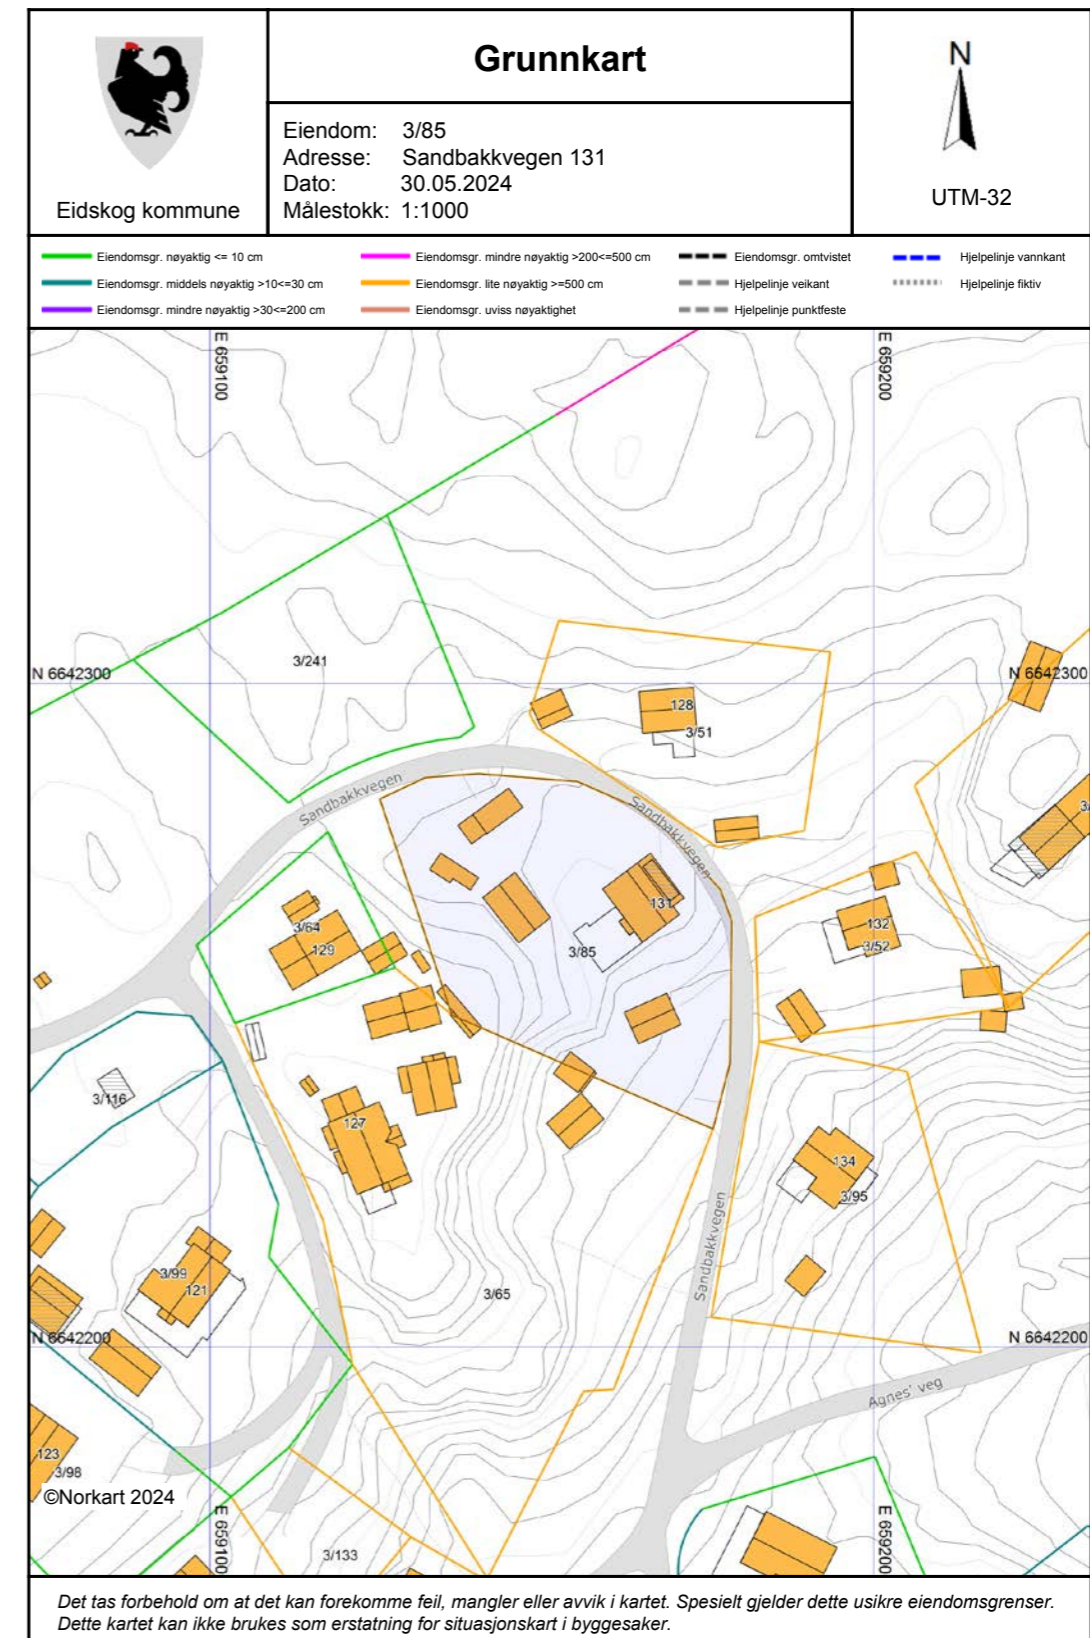 Grunnkart
Eidskog kommune
Eiendom: 3/85
Adresse: Sandbakkvegen 131
Dato: 30.05.2024
Målestokk: 1:1000
N
UTM-32
Eiendomsgr. nøyaktig <= 10 cm
Eiendomsgr. middels nøyaktig >10<=30 cm
Eiendomsgr. mindre nøyaktig >30<=200 cm
Eiendomsgr. mindre nøyaktig >200<=500 cm
Eiendomsgr. lite nøyaktig >=500 cm
Eiendomsgr. uviss nøyaktighet
Eiendomsgr. omtvistet
Hjelpelinje veikant
Hjelpelinje punktfeste
Hjelpelinje vannkant
Hjelpelinje fiktiv
E 659100
E 659200
3/241
N 6642300
N 6642300
128
3/51
Sandbakkvegen
Sandbakkvegen
131
3/85
3/64
129
132
3/52
3/116
127
134
3/95
Sandbakkvegen
3/99
121
3/65
N 6642200
N 6642200
Agnes' veg
123
3/98
©Norkart 2024
E 659100
E 659200
3/133
Det tas forbehold om at det kan forekomme feil, mangler eller avvik i kartet. Spesielt gjelder dette usikre eiendomsgrenser.
Dette kartet kan ikke brukes som erstatning for situasjonskart i byggesaker.